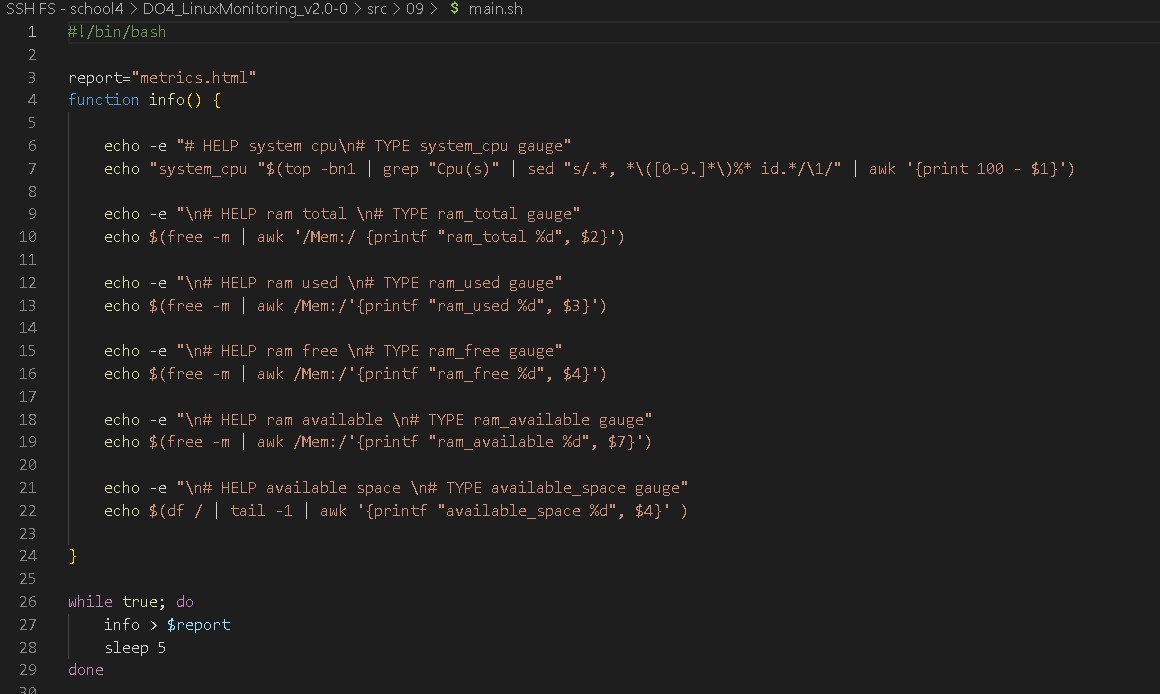 SSH FS - school4 > DO4_LinuxMonitoring_v2.0-0 > src > 09 > $ main.sh
1 #!/bin/bash
2
3 report="metrics.html"
4 function info() {
5
6 echo -e "# HELP system cpu\n# TYPE system_cpu gauge"
7 echo "system_cpu "$(top -bn1 | grep "Cpu(s)" | sed "s/.*, *\([0-9.]*\)%* id.*/\1/" | awk '{print 100 - $1}')
8
9 echo -e "\n# HELP ram total \n# TYPE ram_total gauge"
10 echo $(free -m | awk '/Mem:/ {printf "ram_total %d", $2}')
11
12 echo -e "\n# HELP ram used \n# TYPE ram_used gauge"
13 echo $(free -m | awk /Mem:/'{printf "ram_used %d", $3}')
14
15 echo -e "\n# HELP ram free \n# TYPE ram_free gauge"
16 echo $(free -m | awk /Mem:/'{printf "ram_free %d", $4}')
17
18 echo -e "\n# HELP ram available \n# TYPE ram_available gauge"
19 echo $(free -m | awk /Mem:/'{printf "ram_available %d", $7}')
20
21 echo -e "\n# HELP available space \n# TYPE available_space gauge"
22 echo $(df / | tail -1 | awk '{printf "available_space %d", $4}' )
23
24 }
25
26 while true; do
27 info > $report
28 sleep 5
29 done
30